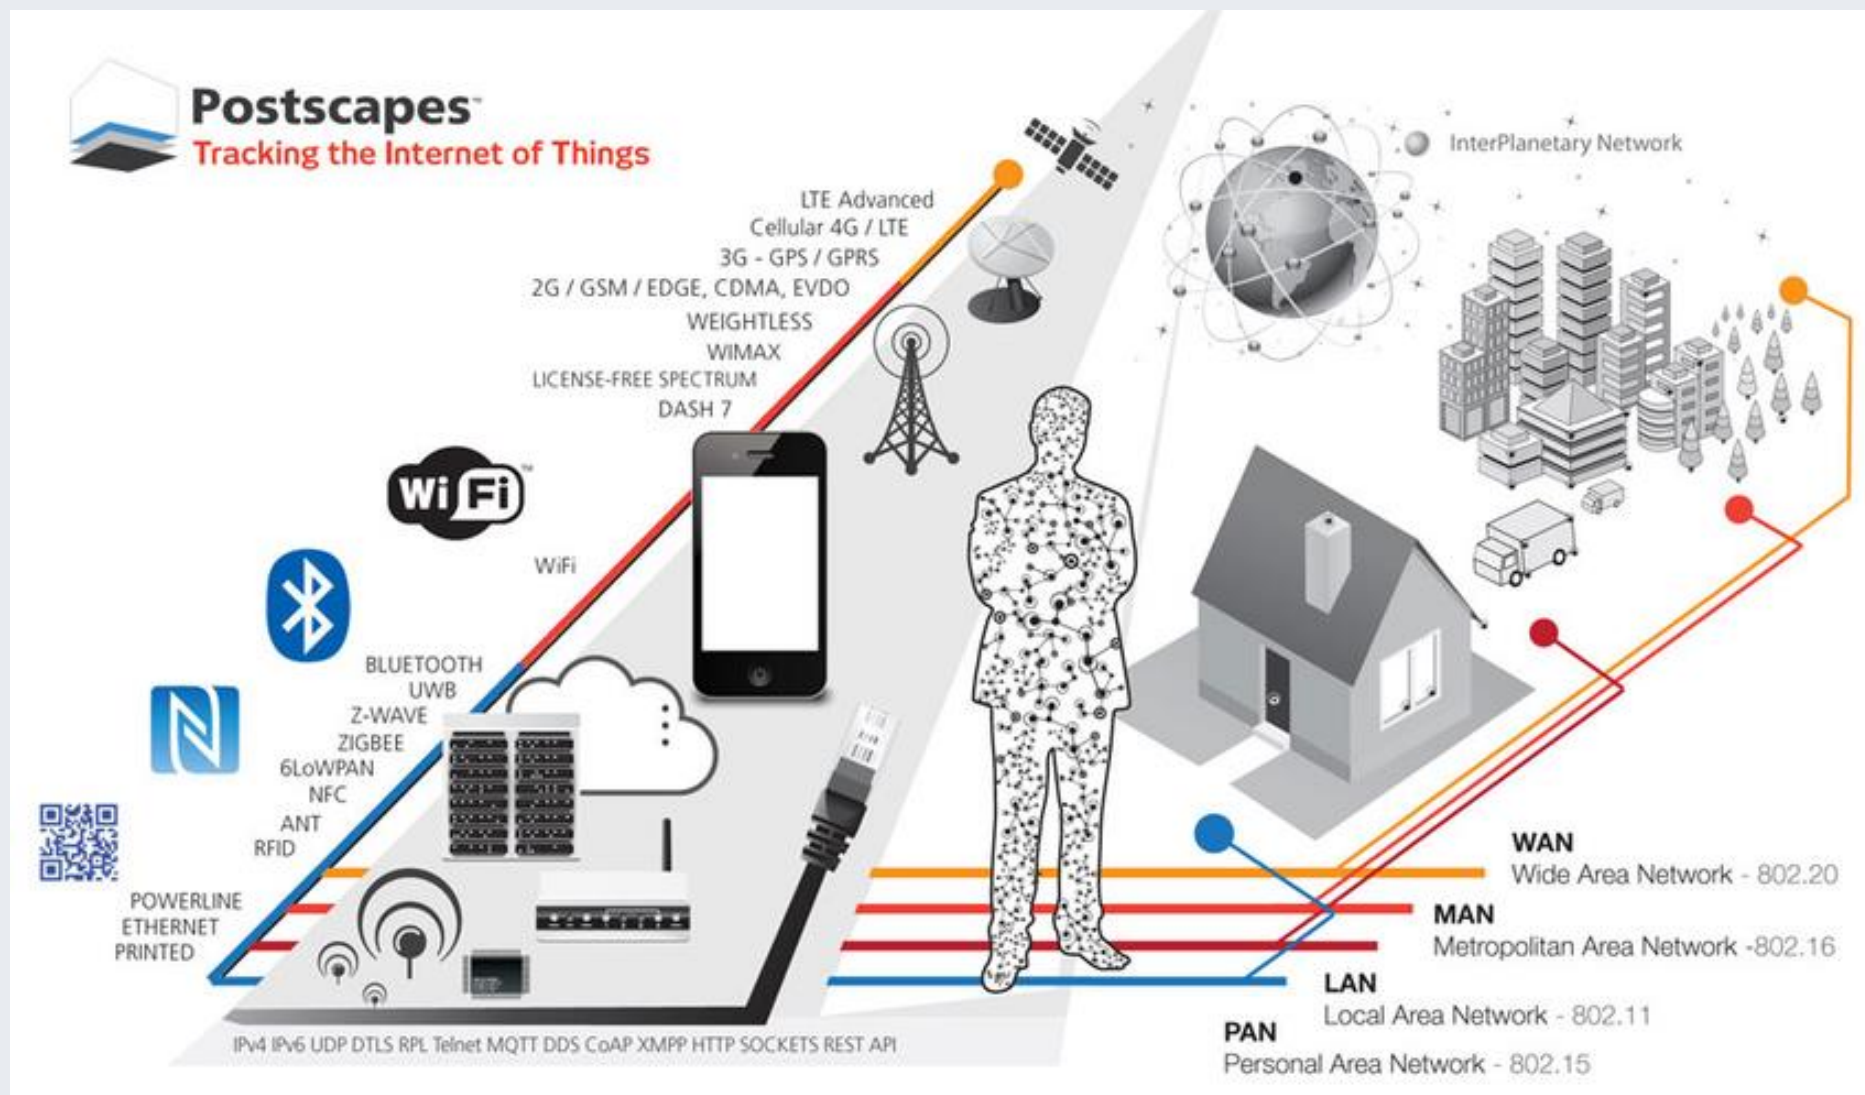 Postscapes™
Tracking the Internet of Things
InterPlanetary Network
LTE Advanced
Cellular 4G / LTE
3G - GPS / GPRS
2G / GSM / EDGE, CDMA, EVDO
WEIGHTLESS
WIMAX
LICENSE-FREE SPECTRUM
DASH 7
WiFi™
WiFi
BLUETOOTH
UWB
Z-WAVE
ZIGBEE
6LoWPAN
NFC
ANT
RFID
POWERLINE
ETHERNET
PRINTED
WAN
Wide Area Network - 802.20
MAN
Metropolitan Area Network -802.16
LAN
Local Area Network - 802.11
PAN
Personal Area Network - 802.15
IPv4 IPv6 UDP DTLS RPL Telnet MQTT DDS CoAP XMPP HTTP SOCKETS REST API